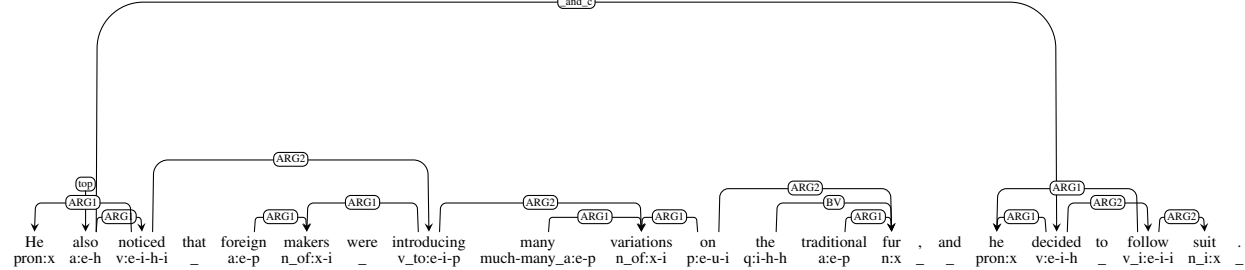 _and_c
ARG2
top
ARG1 ARG1 ARG2 ARG2 BV ARG1 ARG2
ARG1 ARG1 ARG1 ARG1 ARG1 ARG1 ARG2
He also noticed that foreign makers were introducing many variations on the traditional fur , and he decided to follow suit .
pron:x a:e-h v:e-i-h-i _ a:e-p n_of:x-i _ v_to:e-i-p much-many_a:e-p n_of:x-i p:e-u-i q:i-h-h a:e-p n:x _ _ pron:x v:e-i-h _ v_i:e-i-i n_i:x _